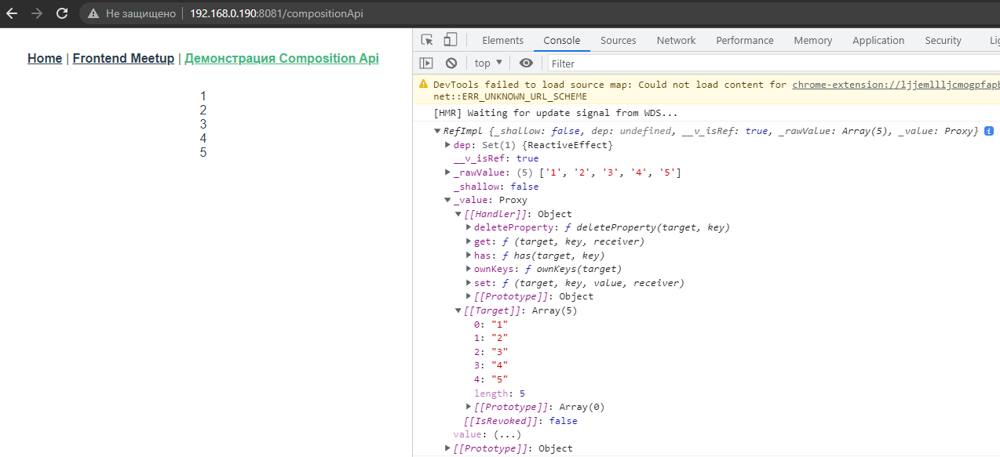 Не защищено | 192.168.0.190:8081/compositionApi
Home | Frontend Meetup | Демонстрация Composition Api
1
2
3
4
5
Elements Console Sources Network Performance Memory Application Security
top Filter
DevTools failed to load source map: Could not load content for
net::ERR_UNKNOWN_URL_SCHEME
[HMR] Waiting for update signal from WDS...
RefImpl {_shallow: false, dep: undefined, __v_isRef: true, _rawValue: Array(5), _value: Proxy} i
dep: Set(1) {ReactiveEffect}
__v_isRef: true
_rawValue: (5) ['1', '2', '3', '4', '5']
_shallow: false
_value: Proxy
[[Handler]]: Object
deleteProperty: ƒ deleteProperty(target, key)
get: ƒ (target, key, receiver)
has: ƒ has(target, key)
ownKeys: ƒ ownKeys(target)
set: ƒ (target, key, value, receiver)
[[Prototype]]: Object
[[Target]]: Array(5)
0: "1"
1: "2"
2: "3"
3: "4"
4: "5"
length: 5
[[Prototype]]: Array(0)
[[IsRevoked]]: false
value: (...)
[[Prototype]]: Object